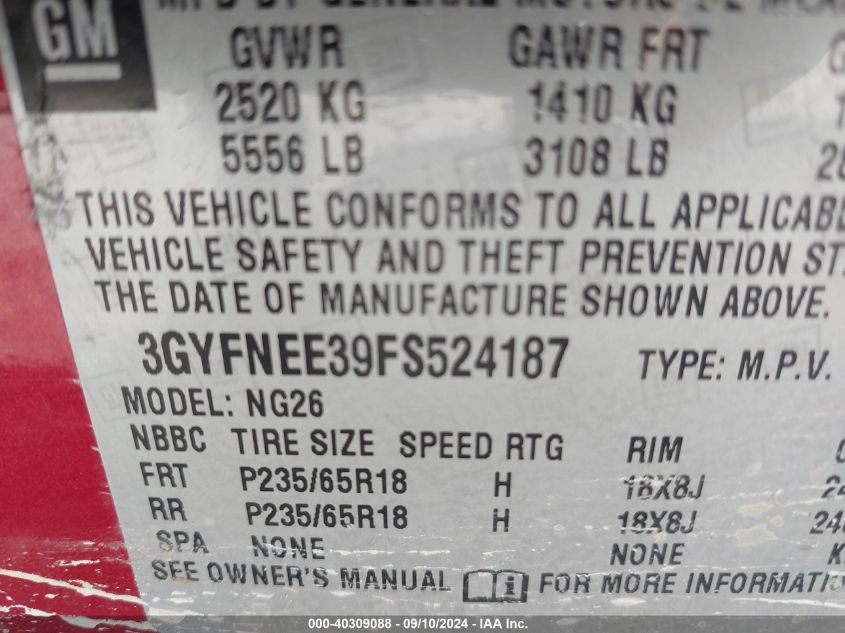 GM
GVWR GAWR FRT
2520 KG 1410 KG
5556 LB 3108 LB
THIS VEHICLE CONFORMS TO ALL
VEHICLE SAFETY AND THEFT PREVENTION
THE DATE OF MANUFACTURE SHOWN ABOVE.
3GYFNEE39FS524187 TYPE: M.P.V.
MODEL: NG26
NBBC TIRE SIZE SPEED RTG RIM
FRT P235/65R18 H 18X8J
RR P235/65R18 H 18X8J
SPA NONE NONE
SEE OWNER'S MANUAL FOR MORE
000-40309088 - 09/10/2024 - IAA Inc.